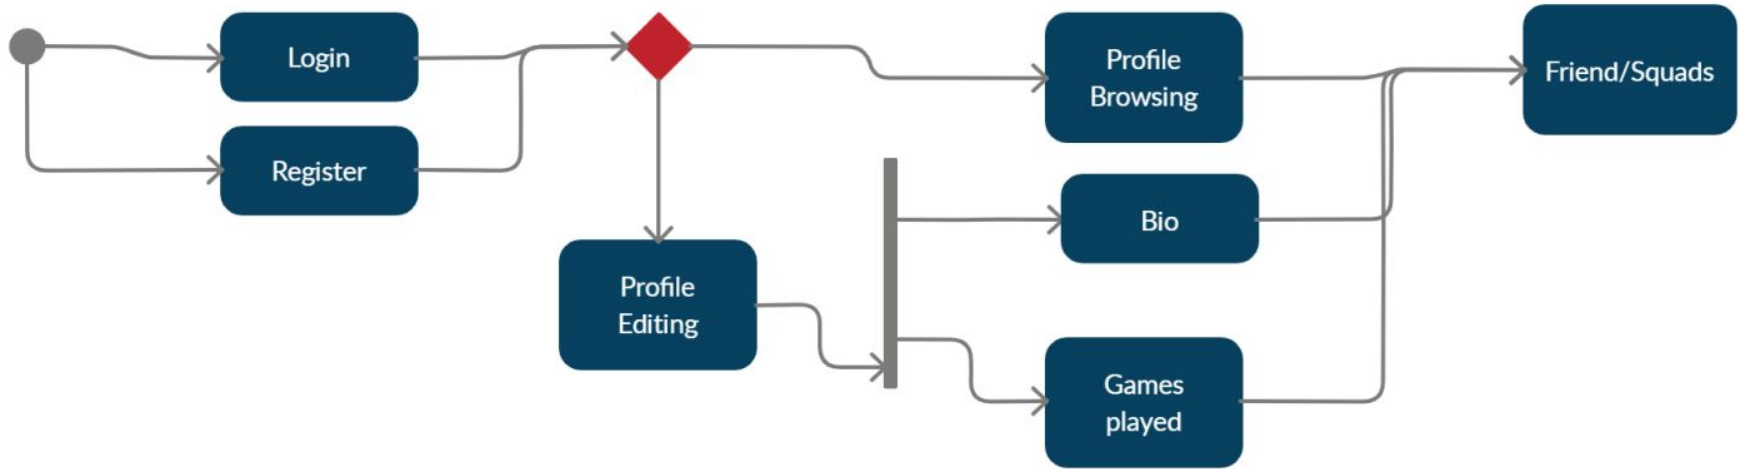 Login
Register
Profile
Editing
Profile
Browsing
Bio
Games
played
Friend/Squads